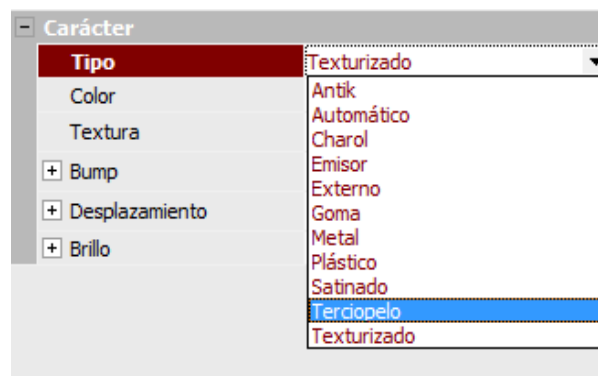 Carácter
Tipo Texturizado
Color
Textura
Bump
Desplazamiento
Brillo
Antik
Automático
Charol
Emisor
Externo
Goma
Metal
Plástico
Satinado
Terciopelo
Texturizado